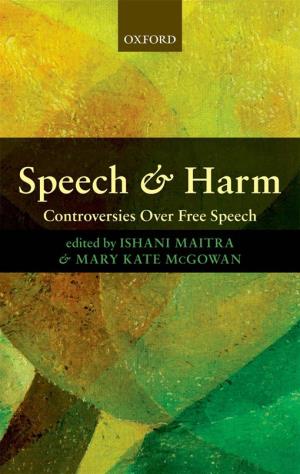 OXFORD
Speech & Harm
Controversies Over Free Speech
edited by ISHANI MAITRA
& MARY KATE McGOWAN